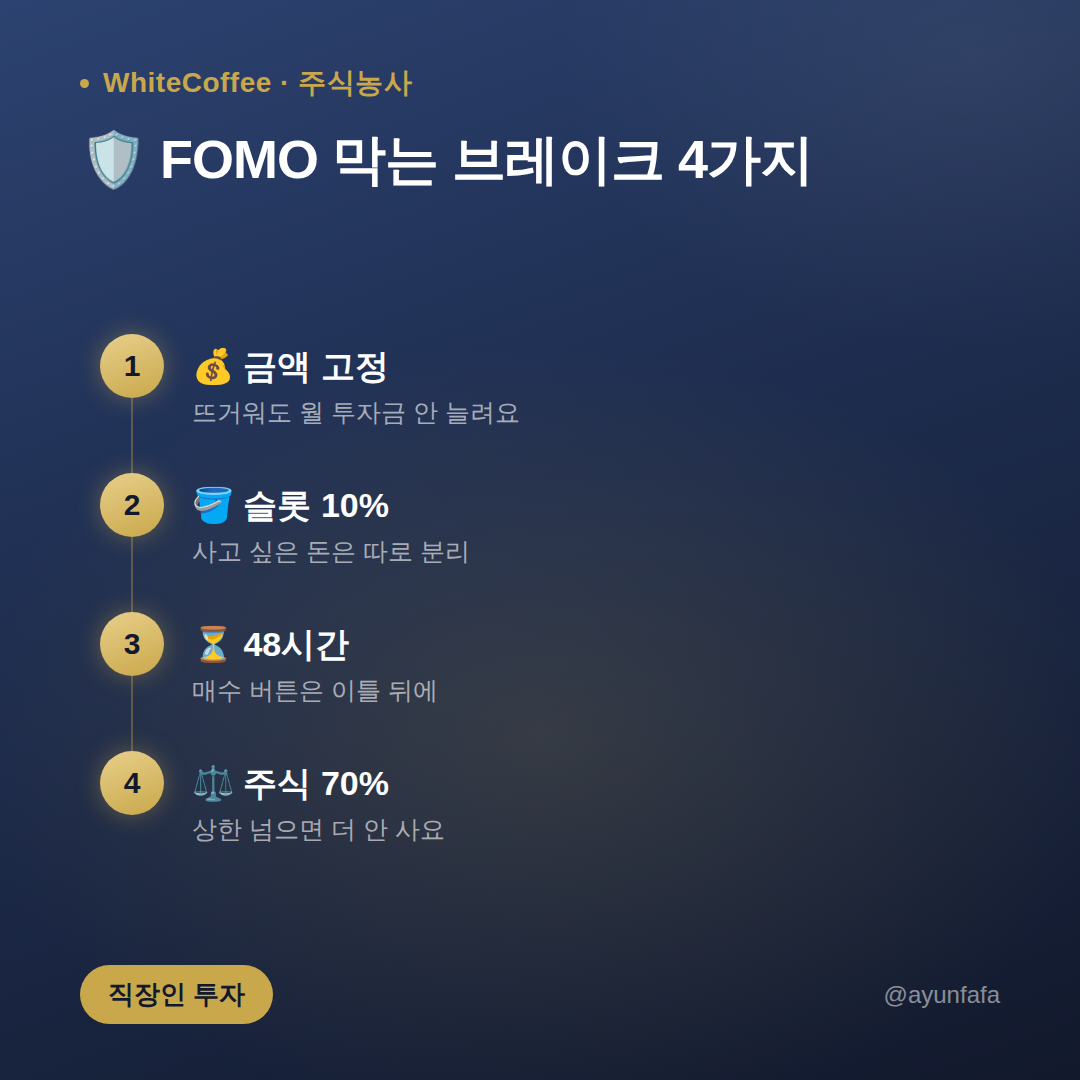 • WhiteCoffee · 주식농사
🛡️ FOMO 막는 브레이크 4가지
1
💰 금액 고정
뜨거워도 월 투자금 안 늘려요
2
🪣 슬롯 10%
사고 싶은 돈은 따로 분리
3
⏳ 48시간
매수 버튼은 이틀 뒤에
4
⚖️ 주식 70%
상한 넘으면 더 안 사요
직장인 투자
@ayunfafa